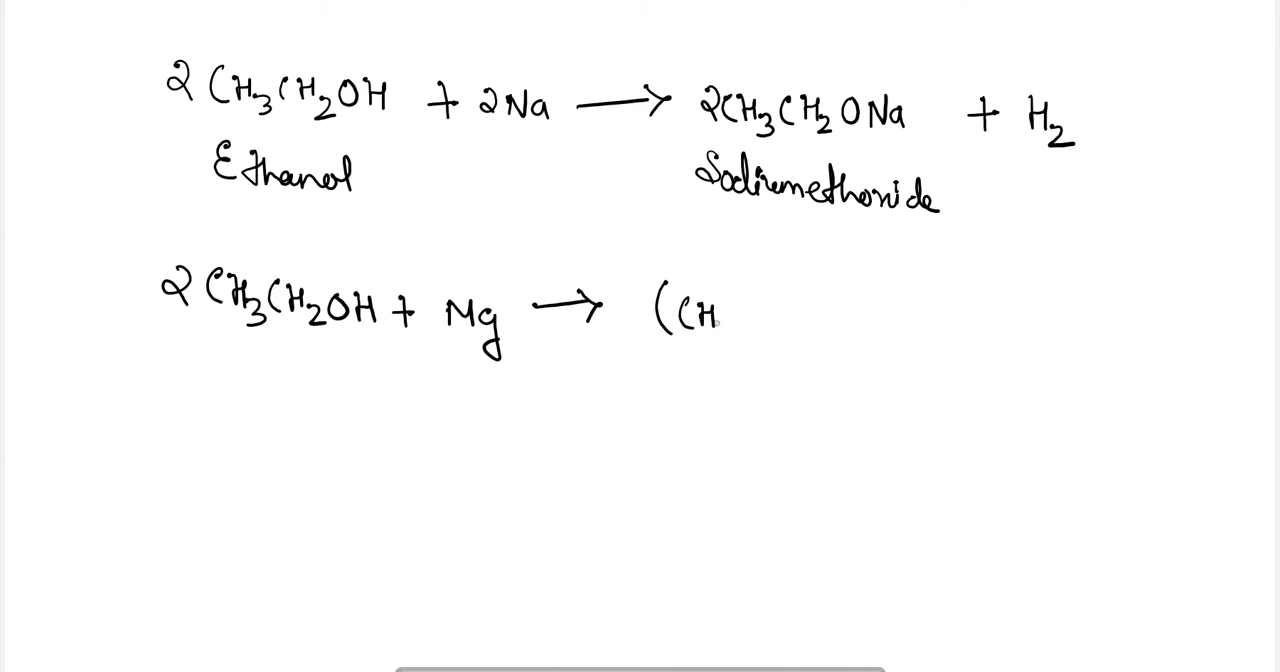 2CH₃CH₂OH + 2Na ⟶ 2CH₃CH₂ONa + H₂
Ethanol Sodiumethoxide
2CH₃CH₂OH + Mg ⟶ (CH